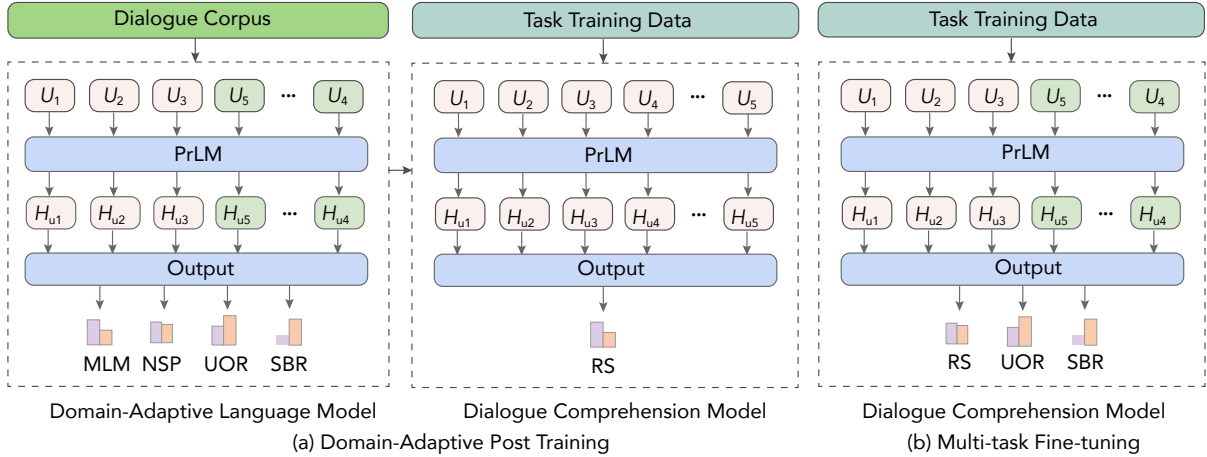 Dialogue Corpus
U1 U2 U3 U5 ... U4
PrLM
Hu1 Hu2 Hu3 Hu5 ... Hu4
Output
MLM NSP UOR SBR
Domain-Adaptive Language Model
Task Training Data
U1 U2 U3 U4 ... U5
PrLM
Hu1 Hu2 Hu3 Hu4 ... Hu5
Output
RS
Dialogue Comprehension Model
(a) Domain-Adaptive Post Training
Task Training Data
U1 U2 U3 U5 ... U4
PrLM
Hu1 Hu2 Hu3 Hu5 ... Hu4
Output
RS UOR SBR
Dialogue Comprehension Model
(b) Multi-task Fine-tuning